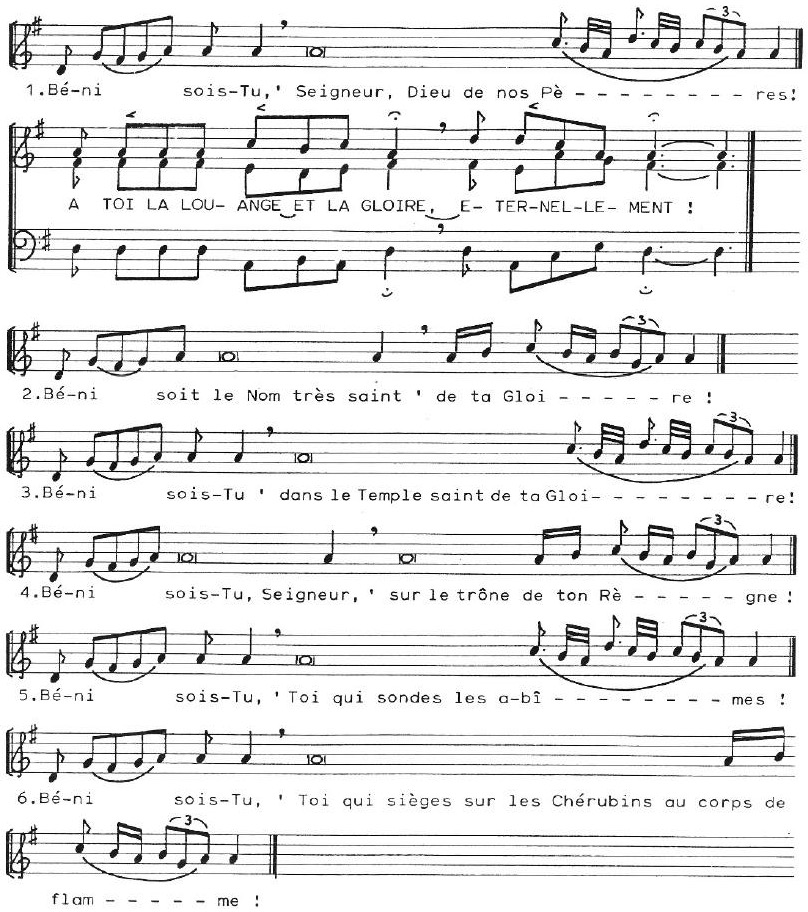 1.Bé-ni sois-Tu,' Seigneur, Dieu de nos Pè - - - - - - - - res!
A TOI LA LOU- ANGE ET LA GLOIRE, E- TER-NEL-LE- MENT !
2.Bé-ni soit le Nom très saint ' de ta Gloi - - - - - re !
3.Bé-ni sois-Tu ' dans le Temple saint de ta Gloi- - - - - - - - - re!
4.Bé-ni sois-Tu, Seigneur,' sur le trône de ton Rè - - - - - gne !
5.Bé-ni sois-Tu, 'Toi qui sondes les a-bî - - - - - - - - mes !
6.Bé-ni sois-Tu, ' Toi qui sièges sur les Chérubins au corps de
flam - - - - - me !